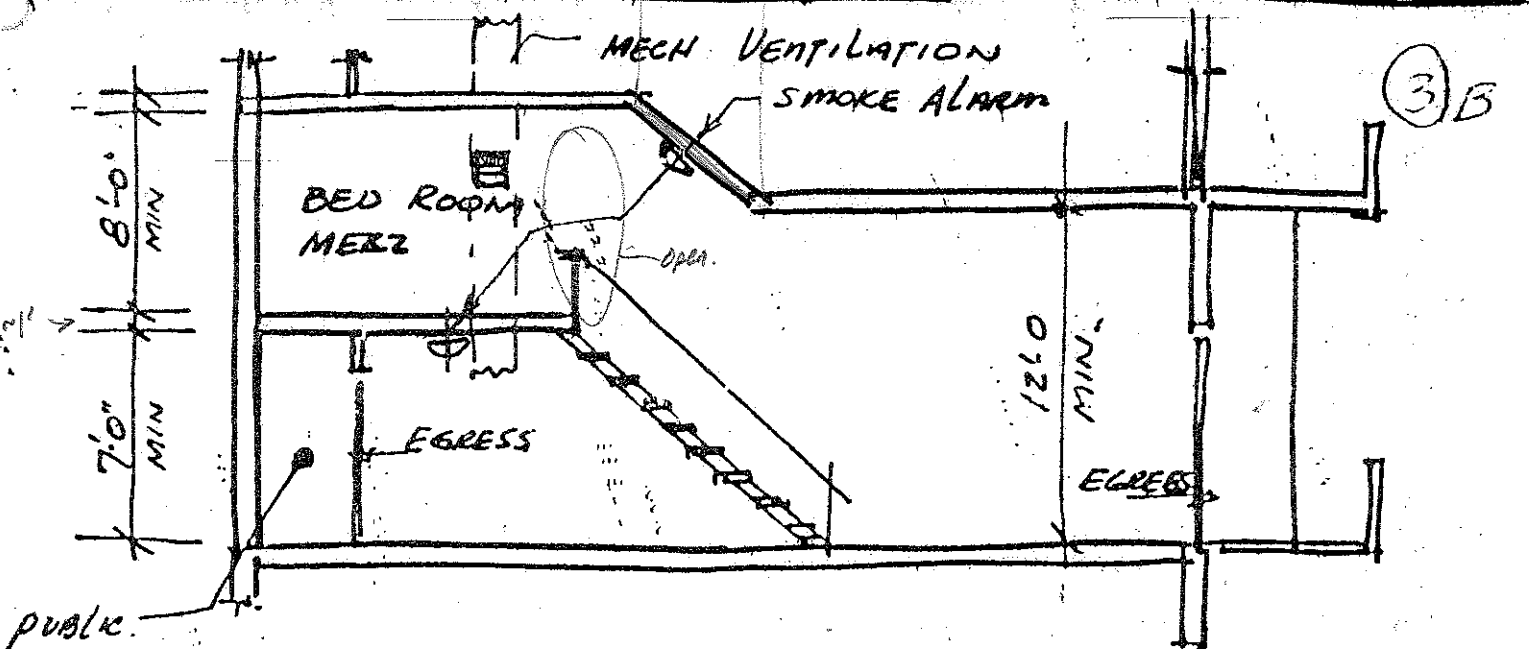 MECH VENTILATION
SMOKE ALARM
3 B
8'-0"
MIN
BED ROOM
MEZZ
OPEN.
7'-0"
MIN
EGRESS
12'-0
MIN.
EGRESS
PUBLIC.